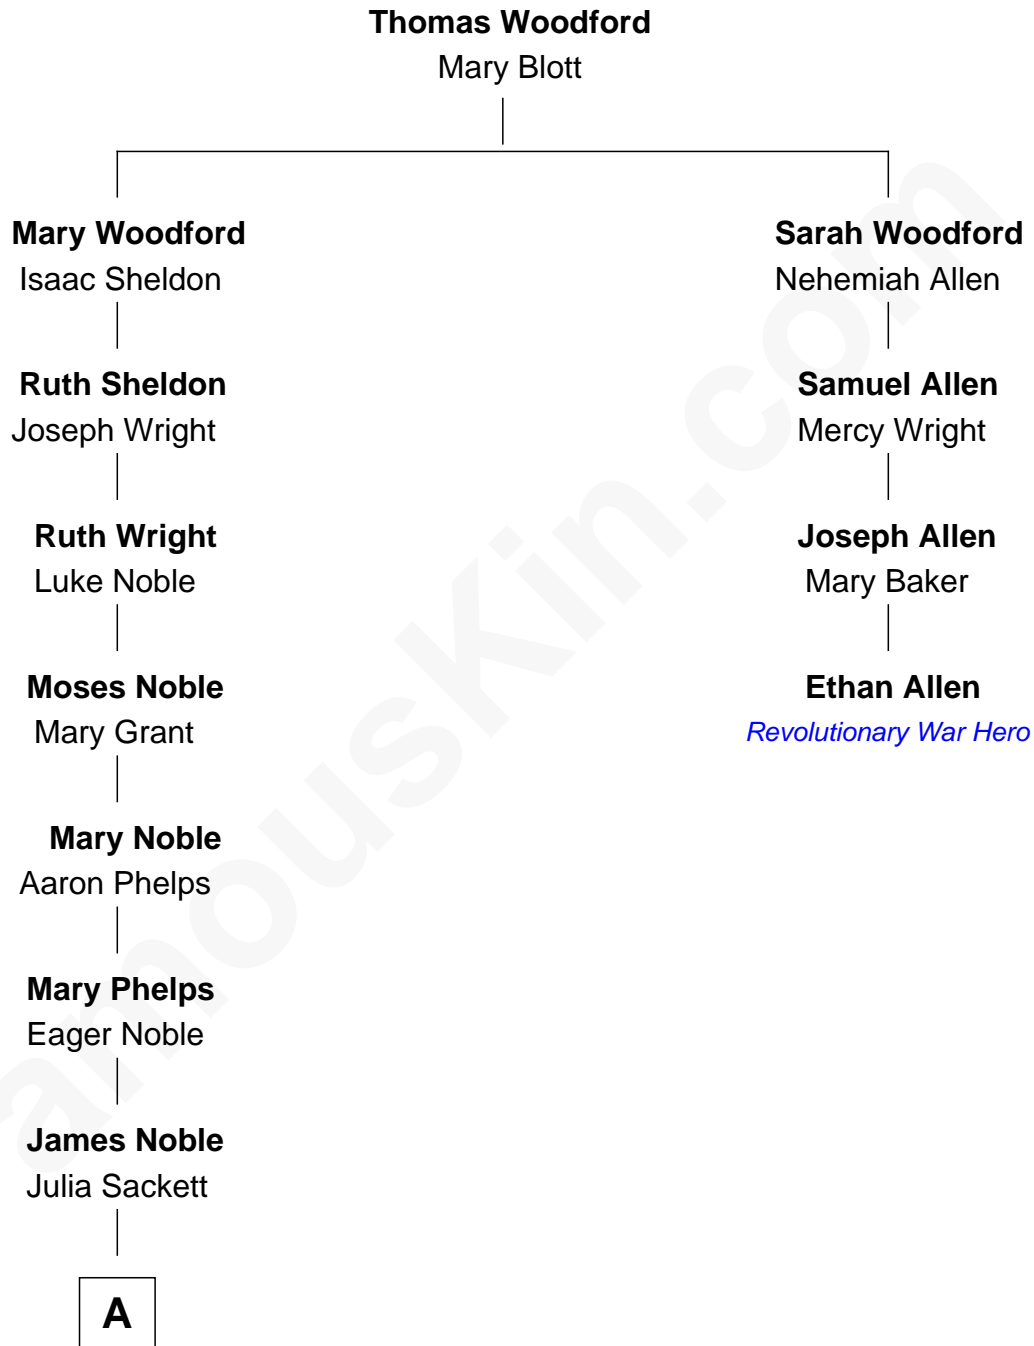 Thomas Woodford
Mary Blott
Mary Woodford
Isaac Sheldon
Sarah Woodford
Nehemiah Allen
Ruth Sheldon
Joseph Wright
Samuel Allen
Mercy Wright
Ruth Wright
Luke Noble
Joseph Allen
Mary Baker
Moses Noble
Mary Grant
Ethan Allen
Revolutionary War Hero
Mary Noble
Aaron Phelps
Mary Phelps
Eager Noble
James Noble
Julia Sackett
A
amouskin.com